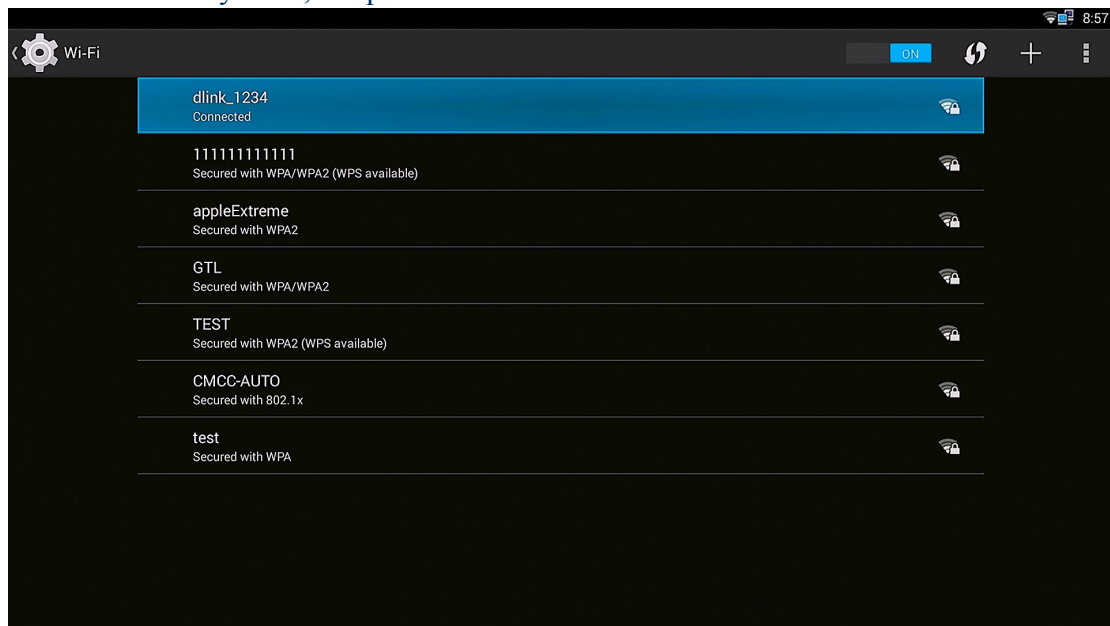 8:57
Wi-Fi
ON
dlink_1234
Connected
111111111111
Secured with WPA/WPA2 (WPS available)
appleExtreme
Secured with WPA2
GTL
Secured with WPA/WPA2
TEST
Secured with WPA2 (WPS available)
CMCC-AUTO
Secured with 802.1x
test
Secured with WPA